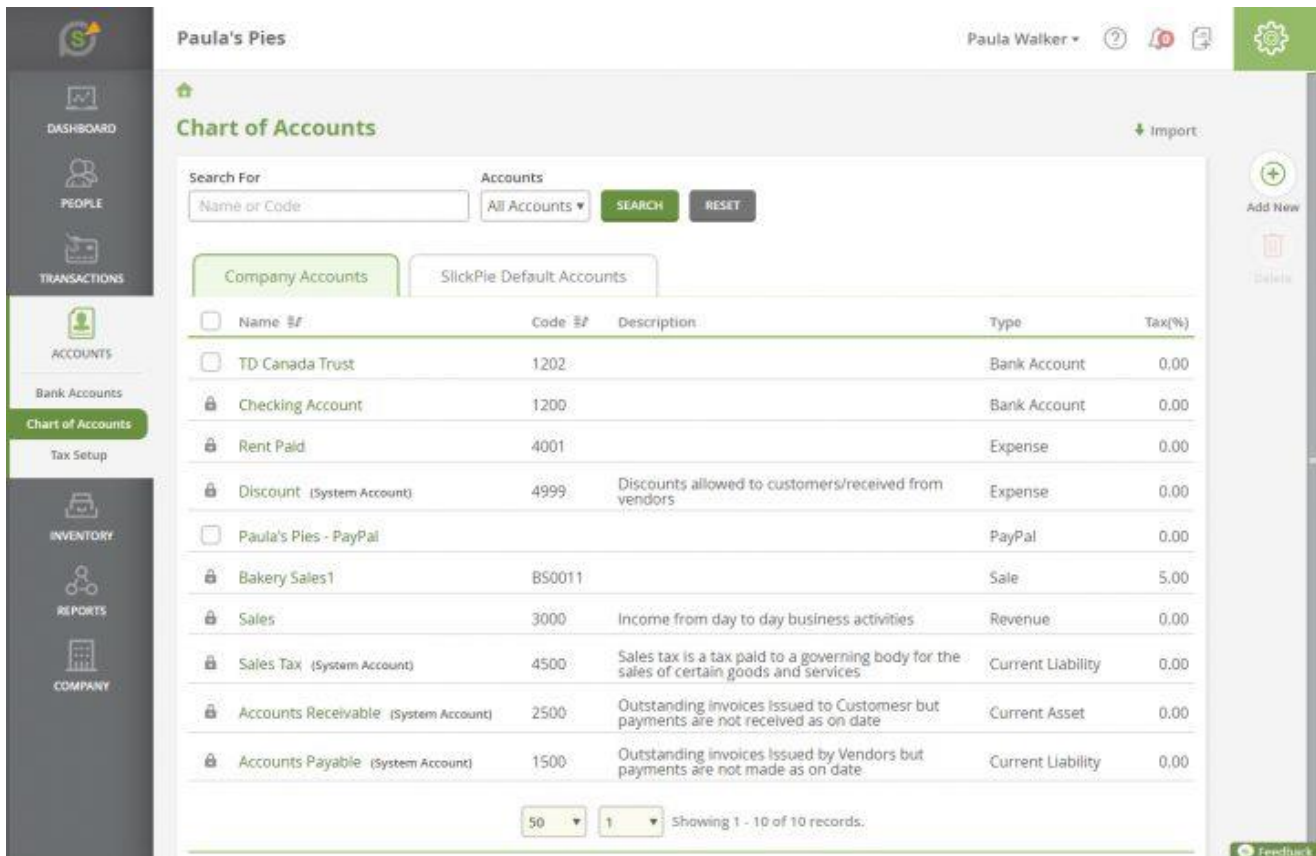 S
Paula's Pies
Paula Walker
Chart of Accounts
Import
DASHBOARD
PEOPLE
TRANSACTIONS
ACCOUNTS
Bank Accounts
Chart of Accounts
Tax Setup
INVENTORY
REPORTS
COMPANY
Search For
Accounts
Name or Code
All Accounts
SEARCH
RESET
Add New
Delete
Company Accounts
SlickPie Default Accounts
Name Code Description Type Tax(%)
TD Canada Trust 1202 Bank Account 0.00
Checking Account 1200 Bank Account 0.00
Rent Paid 4001 Expense 0.00
Discount (System Account) 4999 Discounts allowed to customers/received from
vendors Expense 0.00
Paula's Pies - PayPal PayPal 0.00
Bakery Sales1 BS0011 Sale 5.00
Sales 3000 Income from day to day business activities Revenue 0.00
Sales Tax (System Account) 4500 Sales tax is a tax paid to a governing body for the
sales of certain goods and services Current Liability 0.00
Accounts Receivable (System Account) 2500 Outstanding invoices Issued to Customesr but
payments are not received as on date Current Asset 0.00
Accounts Payable (System Account) 1500 Outstanding invoices Issued by Vendors but
payments are not made as on date Current Liability 0.00
50 1 Showing 1 - 10 of 10 records.
Feedback